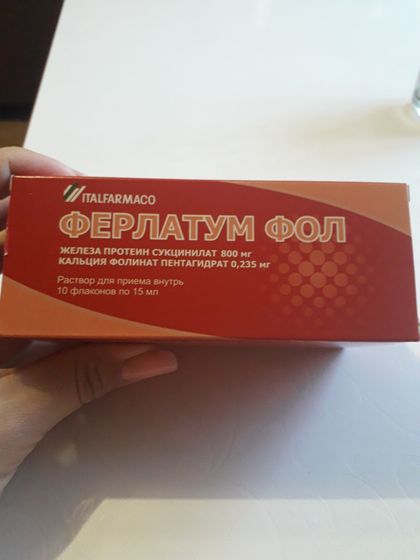 ITALFARMACO
ФЕРЛАТУМ ФОЛ
ЖЕЛЕЗА ПРОТЕИН СУКЦИНИЛАТ 800 мг
КАЛЬЦИЯ ФОЛИНАТ ПЕНТАГИДРАТ 0,235 мг
Раствор для приема внутрь
10 флаконов по 15 мл